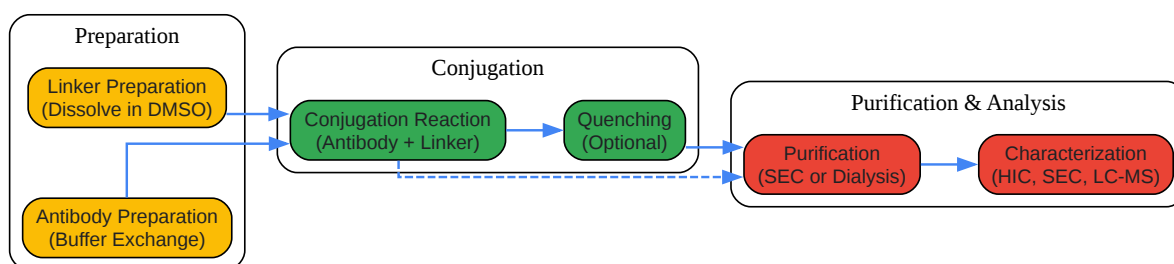 Preparation
Linker Preparation
(Dissolve in DMSO)
Antibody Preparation
(Buffer Exchange)
Conjugation
Conjugation Reaction
(Antibody + Linker)
Quenching
(Optional)
Purification & Analysis
Purification
(SEC or Dialysis)
Characterization
(HIC, SEC, LC-MS)